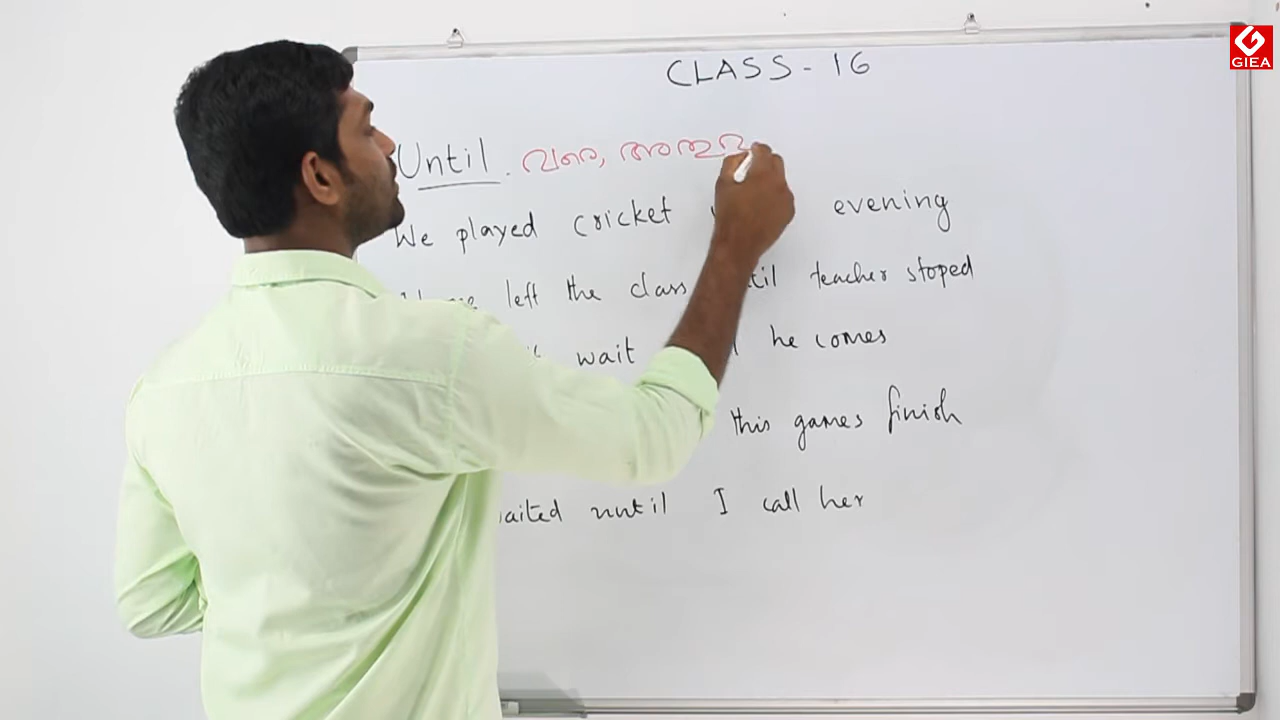 GIEA
CLASS - 16
Until. വരെ, അതുവ
We played cricket evening
left the class until teacher stoped
wait he comes
this games finish
waited until I call her